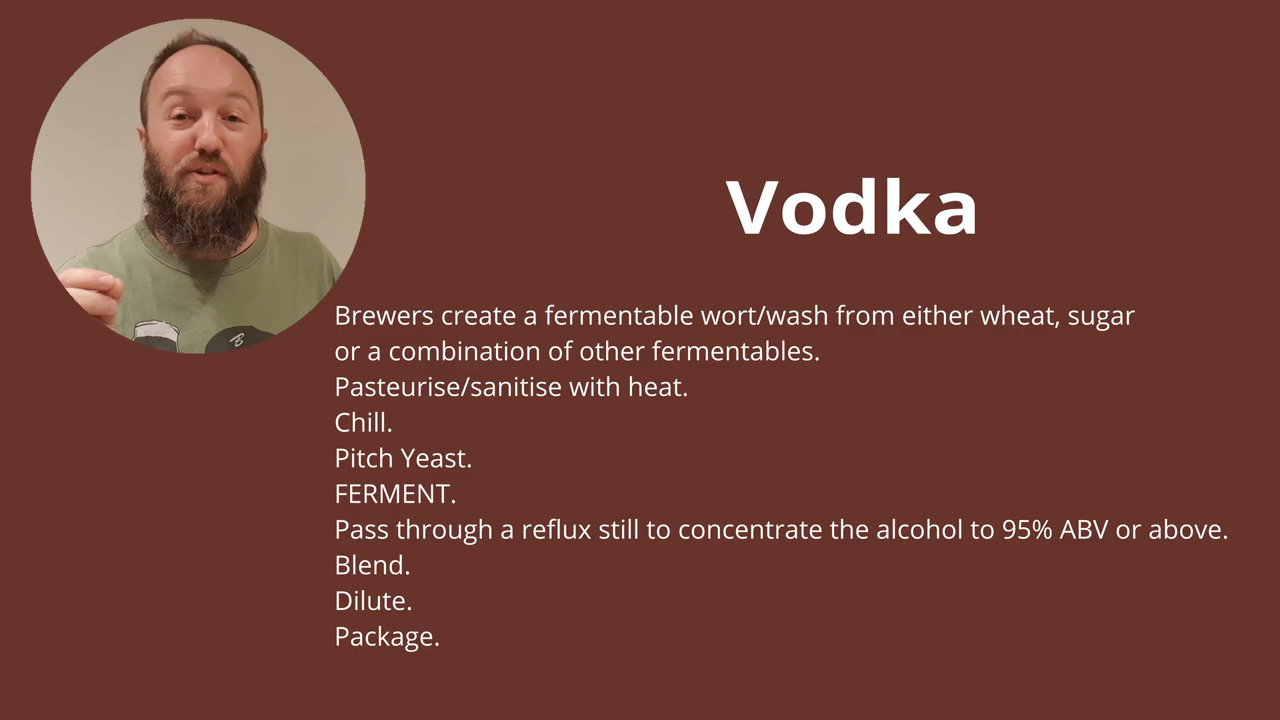 Vodka
Brewers create a fermentable wort/wash from either wheat, sugar
or a combination of other fermentables.
Pasteurise/sanitise with heat.
Chill.
Pitch Yeast.
FERMENT.
Pass through a reflux still to concentrate the alcohol to 95% ABV or above.
Blend.
Dilute.
Package.